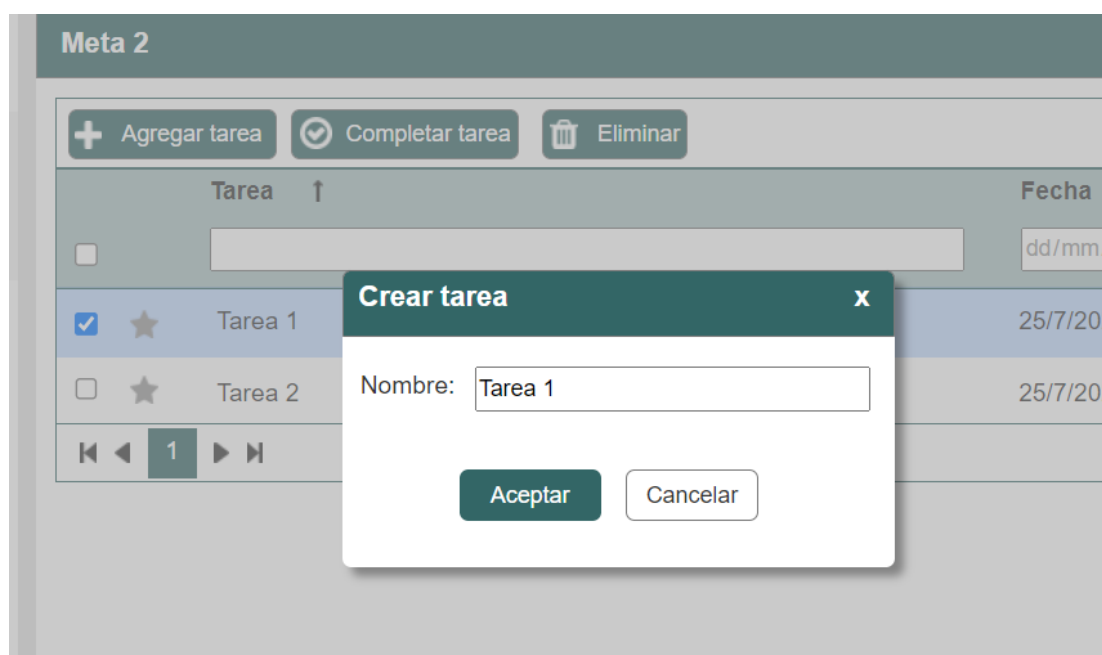 Meta 2
Agregar tarea Completar tarea Eliminar
Tarea ↑ Fecha
dd/mm
Crear tarea x
Tarea 1 25/7/20
Nombre: Tarea 1
Tarea 2 25/7/20
1
Aceptar Cancelar